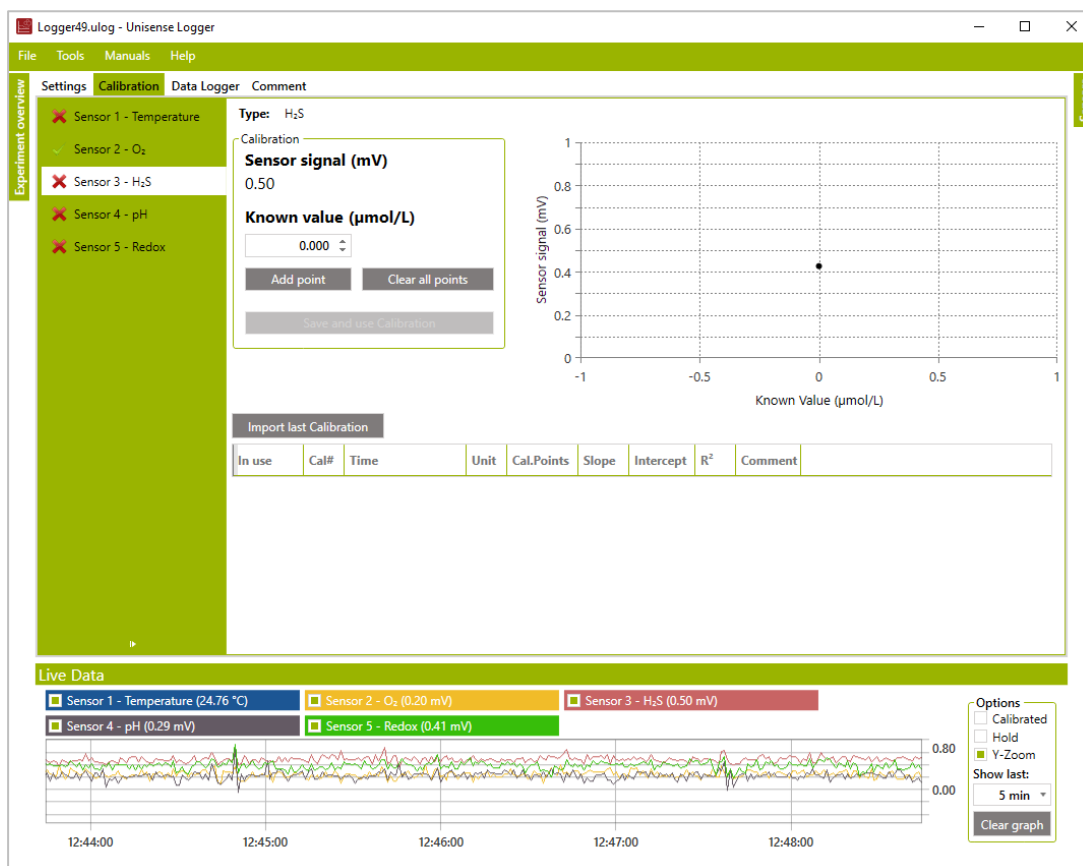 Logger49.ulog - Unisense Logger
File Tools Manuals Help
Experiment overview
Settings Calibration Data Logger Comment
Sensor 1 - Temperature
Sensor 2 - O₂
Sensor 3 - H₂S
Sensor 4 - pH
Sensor 5 - Redox
Type: H₂S
Calibration
Sensor signal (mV)
0.50
Known value (µmol/L)
0.000
Add point Clear all points
Save and use Calibration
Sensor signal (mV)
1
0.8
0.6
0.4
0.2
0
-1 -0.5 0 0.5 1
Known Value (µmol/L)
Import last Calibration
In use Cal# Time Unit Cal.Points Slope Intercept R² Comment
Live Data
Sensor 1 - Temperature (24.76 °C) Sensor 2 - O₂ (0.20 mV) Sensor 3 - H₂S (0.50 mV)
Sensor 4 - pH (0.29 mV) Sensor 5 - Redox (0.41 mV)
0.80
0.00
12:44:00 12:45:00 12:46:00 12:47:00 12:48:00
Options
Calibrated
Hold
Y-Zoom
Show last:
5 min
Clear graph